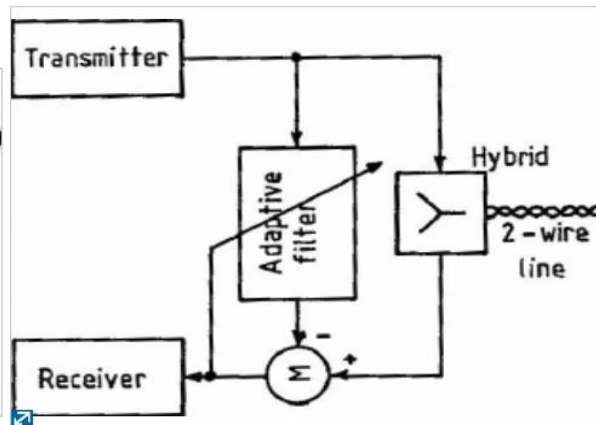 Transmitter
Adaptive
filter
Hybrid
2-wire
line
-
+
M
Receiver